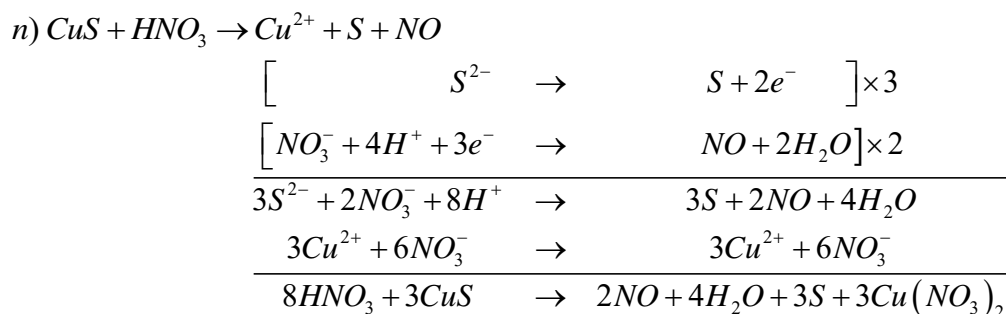 n) CuS + HNO₃ → Cu²⁺ + S + NO
[ S²⁻ → S + 2e⁻ ] × 3
[ NO₃⁻ + 4H⁺ + 3e⁻ → NO + 2H₂O ] × 2
3S²⁻ + 2NO₃⁻ + 8H⁺ → 3S + 2NO + 4H₂O
3Cu²⁺ + 6NO₃⁻ → 3Cu²⁺ + 6NO₃⁻
8HNO₃ + 3CuS → 2NO + 4H₂O + 3S + 3Cu(NO₃)₂